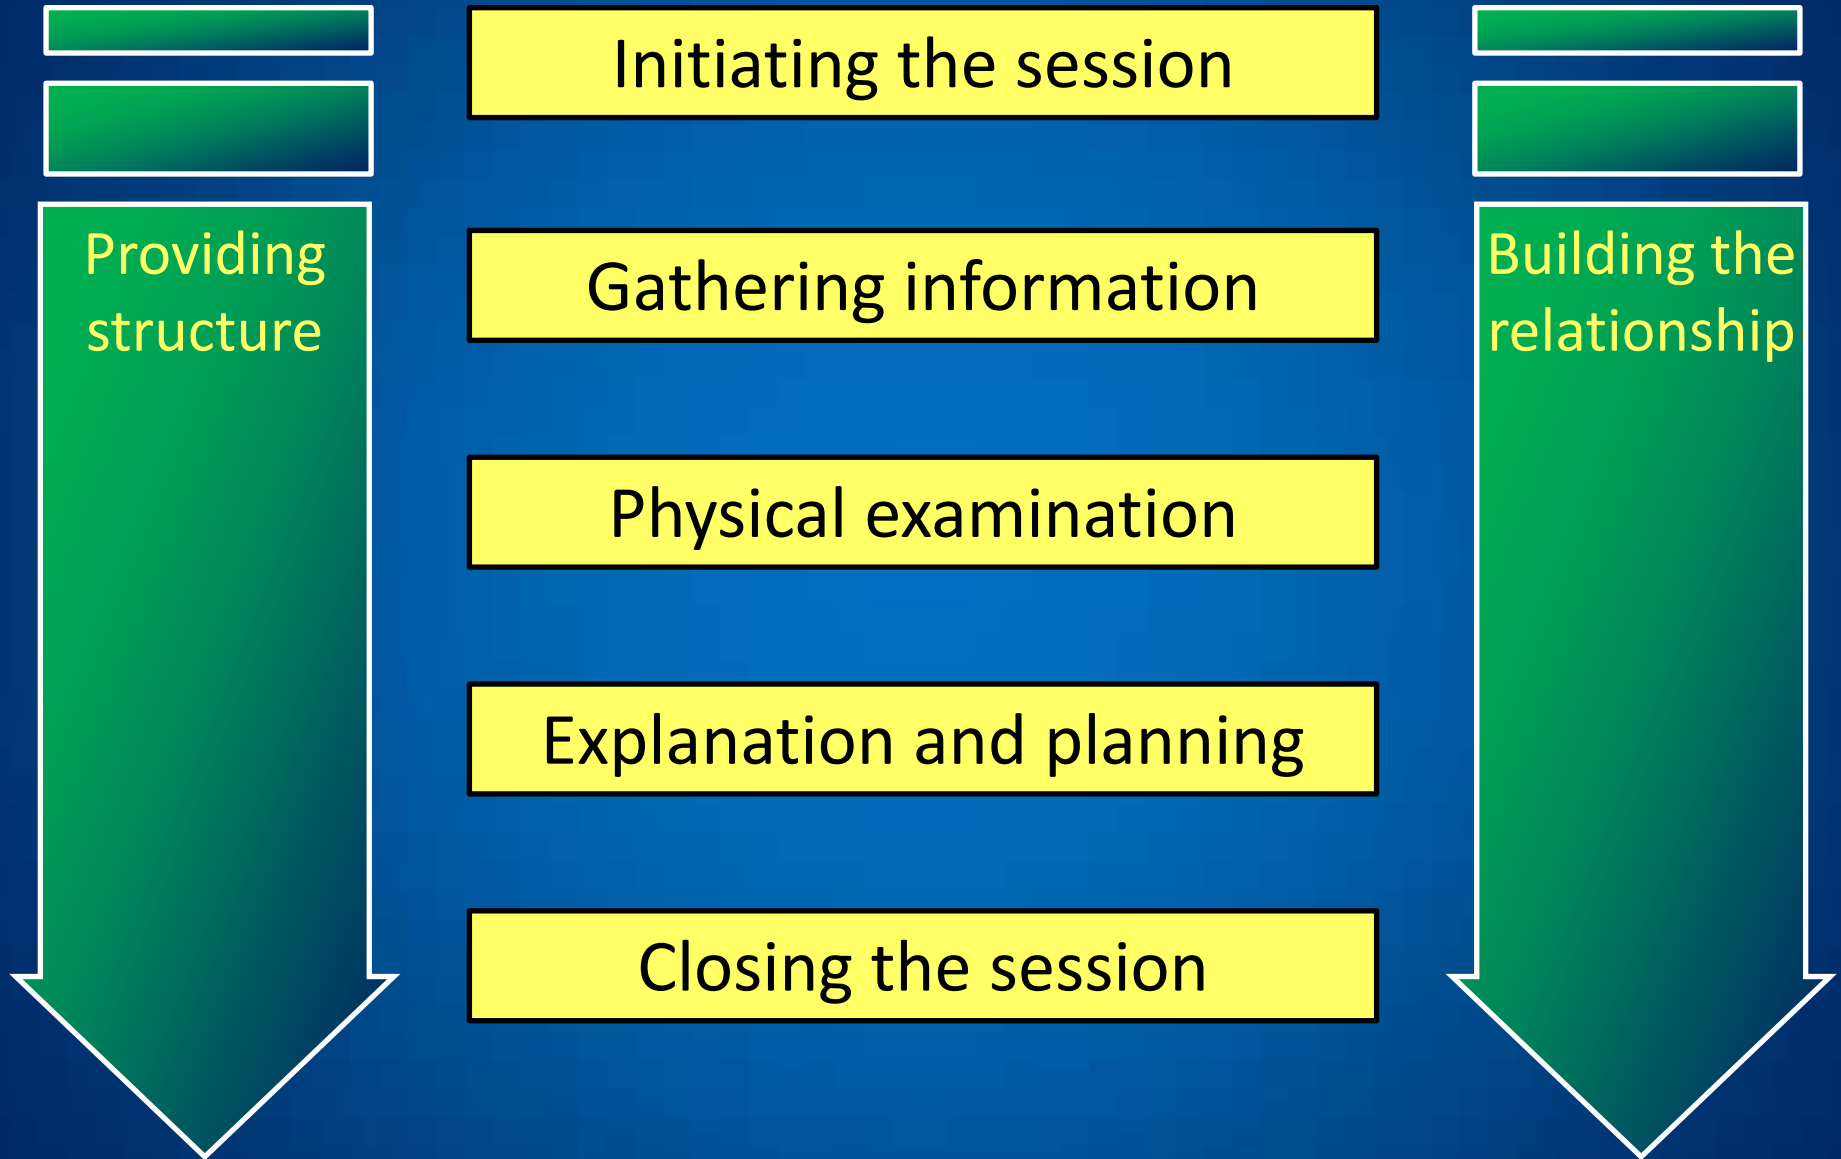 Initiating the session
Providing
structure
Gathering information
Building the
relationship
Physical examination
Explanation and planning
Closing the session